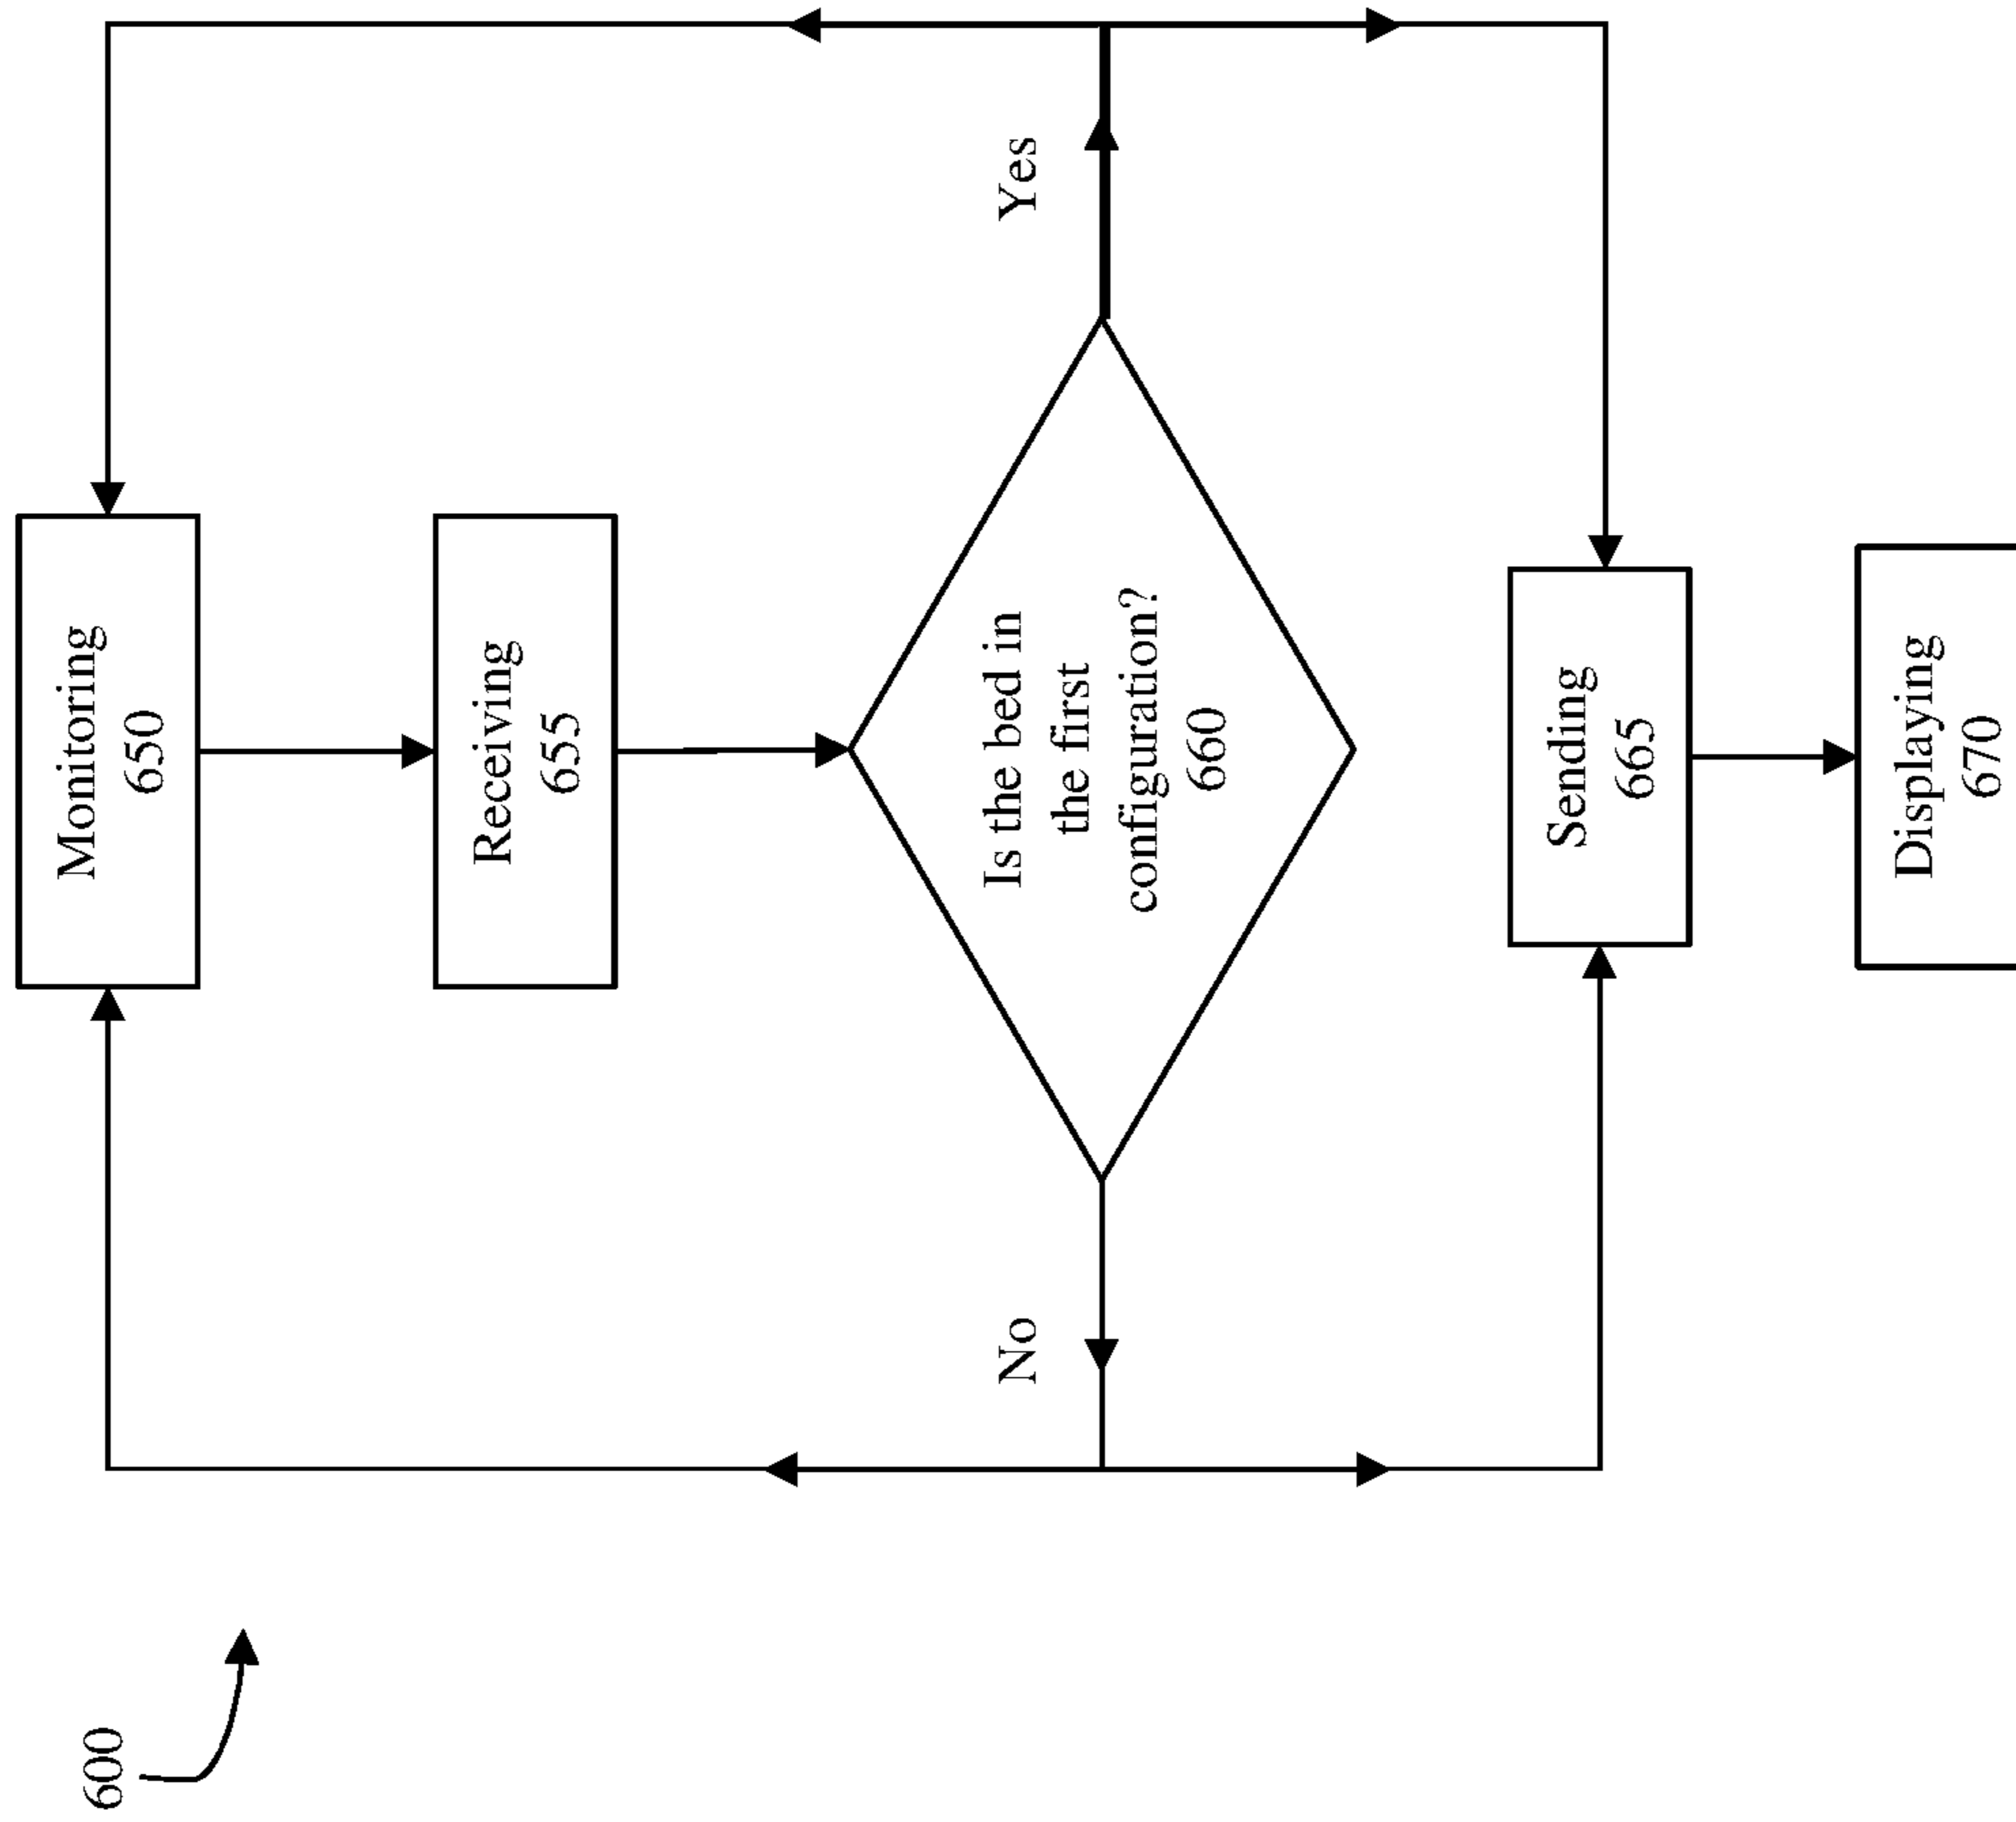 600
Monitoring
650
Receiving
655
Is the bed in
the first
configuration?
660
No
Yes
Sending
665
Displaying
670